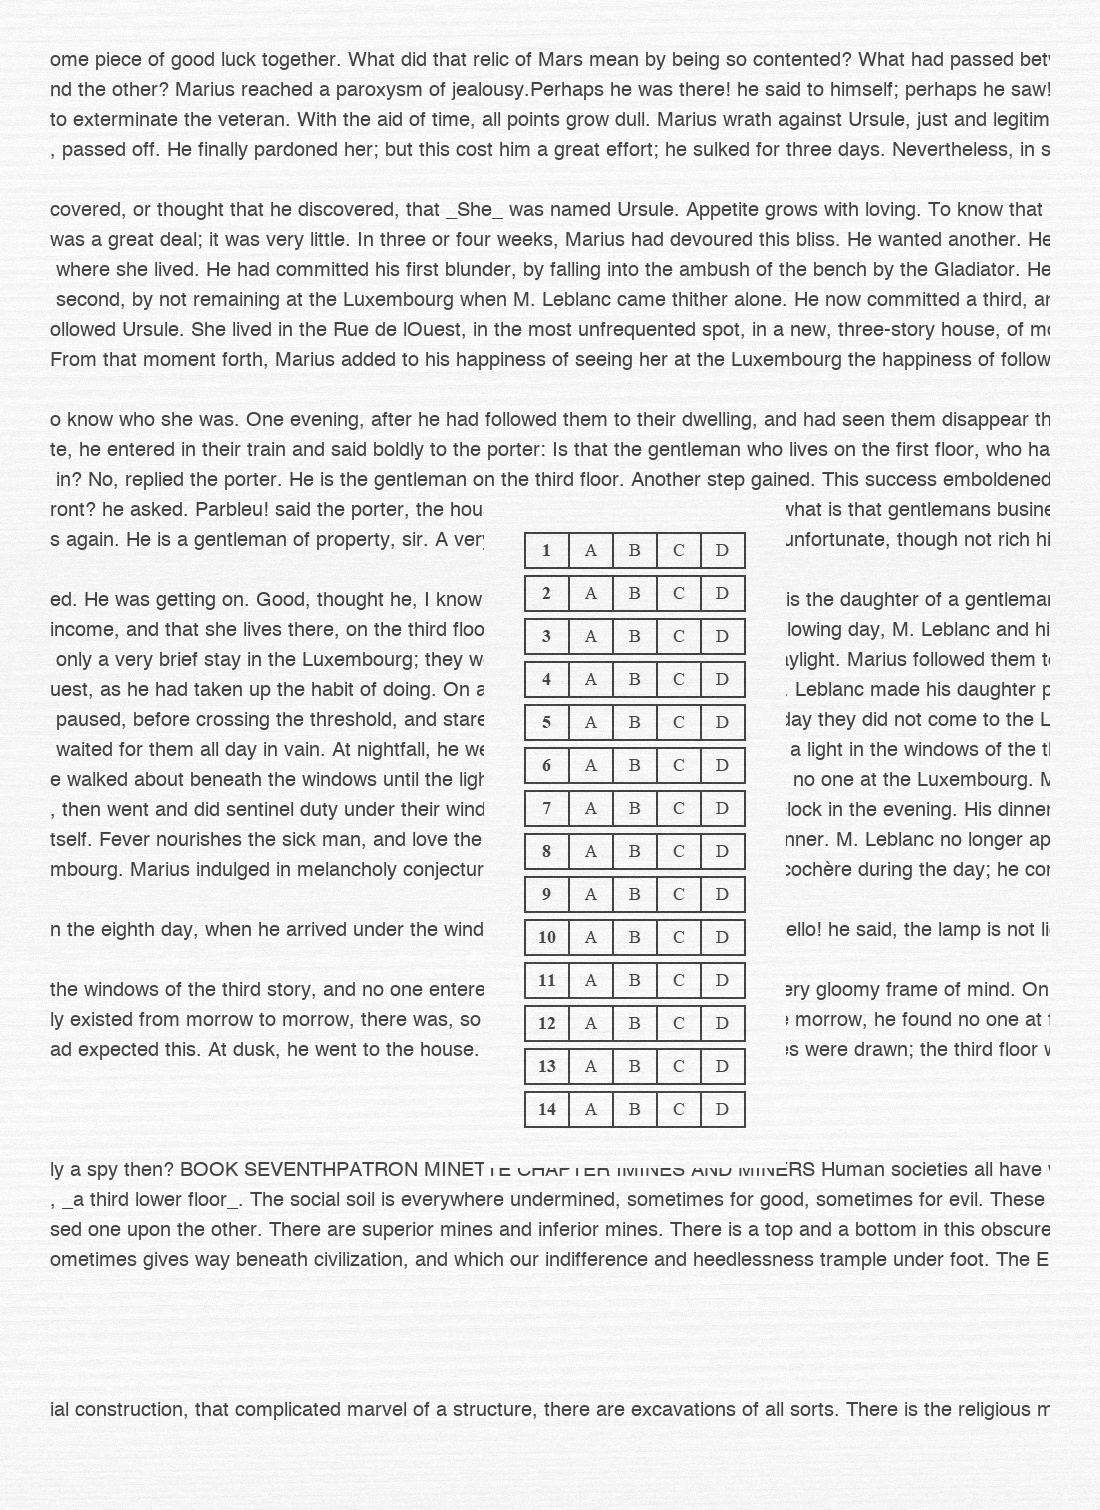 ome piece of good luck together. What did that relic of Mars mean by being so contented? What had passed
nd the other? Marius reached a paroxysm of jealousy.Perhaps he was there! he said to himself; perhaps he saw!
to exterminate the veteran. With the aid of time, all points grow dull. Marius wrath against Ursule, just and legitim
, passed off. He finally pardoned her; but this cost him a great effort; he sulked for three days. Nevertheless, in s
covered, or thought that he discovered, that _She_ was named Ursule. Appetite grows with loving. To know that
was a great deal; it was very little. In three or four weeks, Marius had devoured this bliss. He wanted another. He
where she lived. He had committed his first blunder, by falling into the ambush of the bench by the Gladiator. He
second, by not remaining at the Luxembourg when M. Leblanc came thither alone. He now committed a third, an
ollowed Ursule. She lived in the Rue de lOuest, in the most unfrequented spot, in a new, three-story house, of mo
From that moment forth, Marius added to his happiness of seeing her at the Luxembourg the happiness of follow
o know who she was. One evening, after he had followed them to their dwelling, and had seen them disappear th
te, he entered in their train and said boldly to the porter: Is that the gentleman who lives on the first floor, who ha
in? No, replied the porter. He is the gentleman on the third floor. Another step gained. This success emboldened
ront? he asked. Parbleu! said the porter, the hou what is that gentlemans busine
s again. He is a gentleman of property, sir. A very unfortunate, though not rich hi
1 A B C D
ed. He was getting on. Good, thought he, I know is the daughter of a gentleman
2 A B C D
income, and that she lives there, on the third floo lowing day, M. Leblanc and hi
3 A B C D
only a very brief stay in the Luxembourg; they w aylight. Marius followed them to
4 A B C D
uest, as he had taken up the habit of doing. On a . Leblanc made his daughter p
paused, before crossing the threshold, and stare day they did not come to the L
5 A B C D
waited for them all day in vain. At nightfall, he we a light in the windows of the th
6 A B C D
e walked about beneath the windows until the ligh no one at the Luxembourg. M
7 A B C D
, then went and did sentinel duty under their wind lock in the evening. His dinner
tself. Fever nourishes the sick man, and love the nner. M. Leblanc no longer ap
8 A B C D
mbourg. Marius indulged in melancholy conjectur cochère during the day; he con
9 A B C D
n the eighth day, when he arrived under the wind ello! he said, the lamp is not li
10 A B C D
the windows of the third story, and no one entere ery gloomy frame of mind. On
11 A B C D
ly existed from morrow to morrow, there was, so morrow, he found no one at
12 A B C D
ad expected this. At dusk, he went to the house. es were drawn; the third floor
13 A B C D
14 A B C D
ly a spy then? BOOK SEVENTHPATRON MINETTE CHAPTER IMINES AND MINERS Human societies all have
, _a third lower floor_. The social soil is everywhere undermined, sometimes for good, sometimes for evil. These
sed one upon the other. There are superior mines and inferior mines. There is a top and a bottom in this obscure
ometimes gives way beneath civilization, and which our indifference and heedlessness trample under foot. The E
ial construction, that complicated marvel of a structure, there are excavations of all sorts. There is the religious m